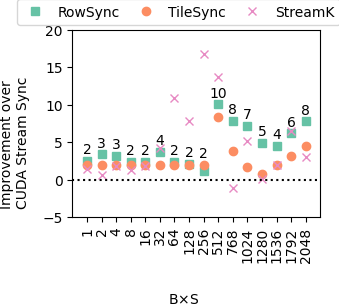 RowSync TileSync StreamK
Improvement over
CUDA Stream Sync
20
15
10
5
0
−5
2 3 3 2 2 4 2 2 2 10 8 7 5 4 6 8
1 2 4 8 16 32 64 128 256 512 768 1024 1280 1536 1792 2048
B×S